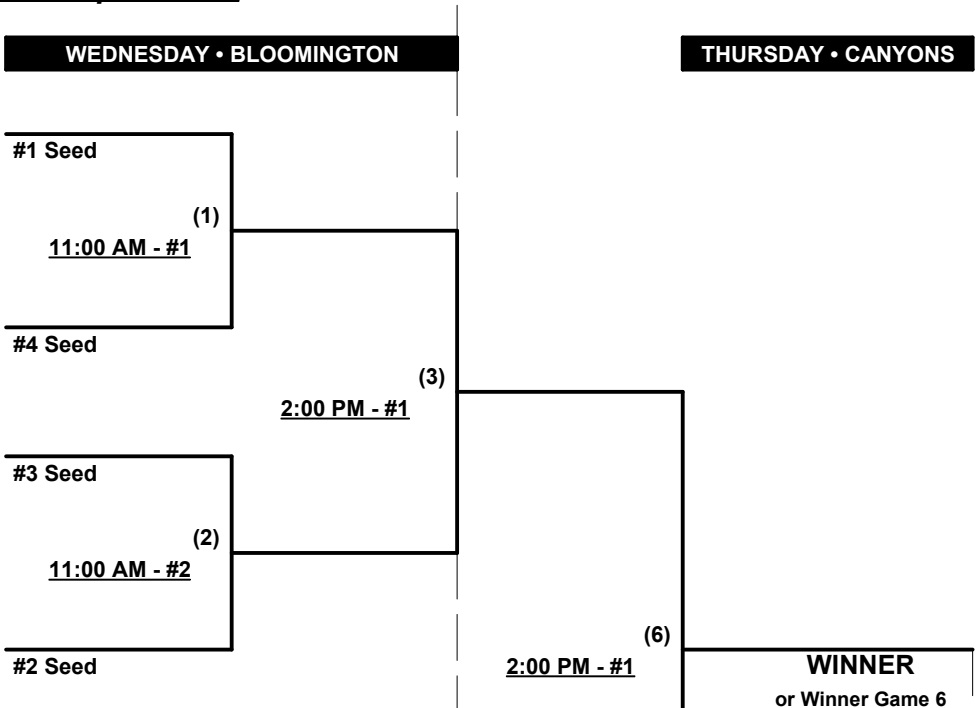 WEDNESDAY • BLOOMINGTON
THURSDAY • CANYONS
#1 Seed
(1)
11:00 AM - #1
#4 Seed
(3)
2:00 PM - #1
#3 Seed
(2)
11:00 AM - #2
#2 Seed
(6)
2:00 PM - #1
WINNER
or Winner Game 6